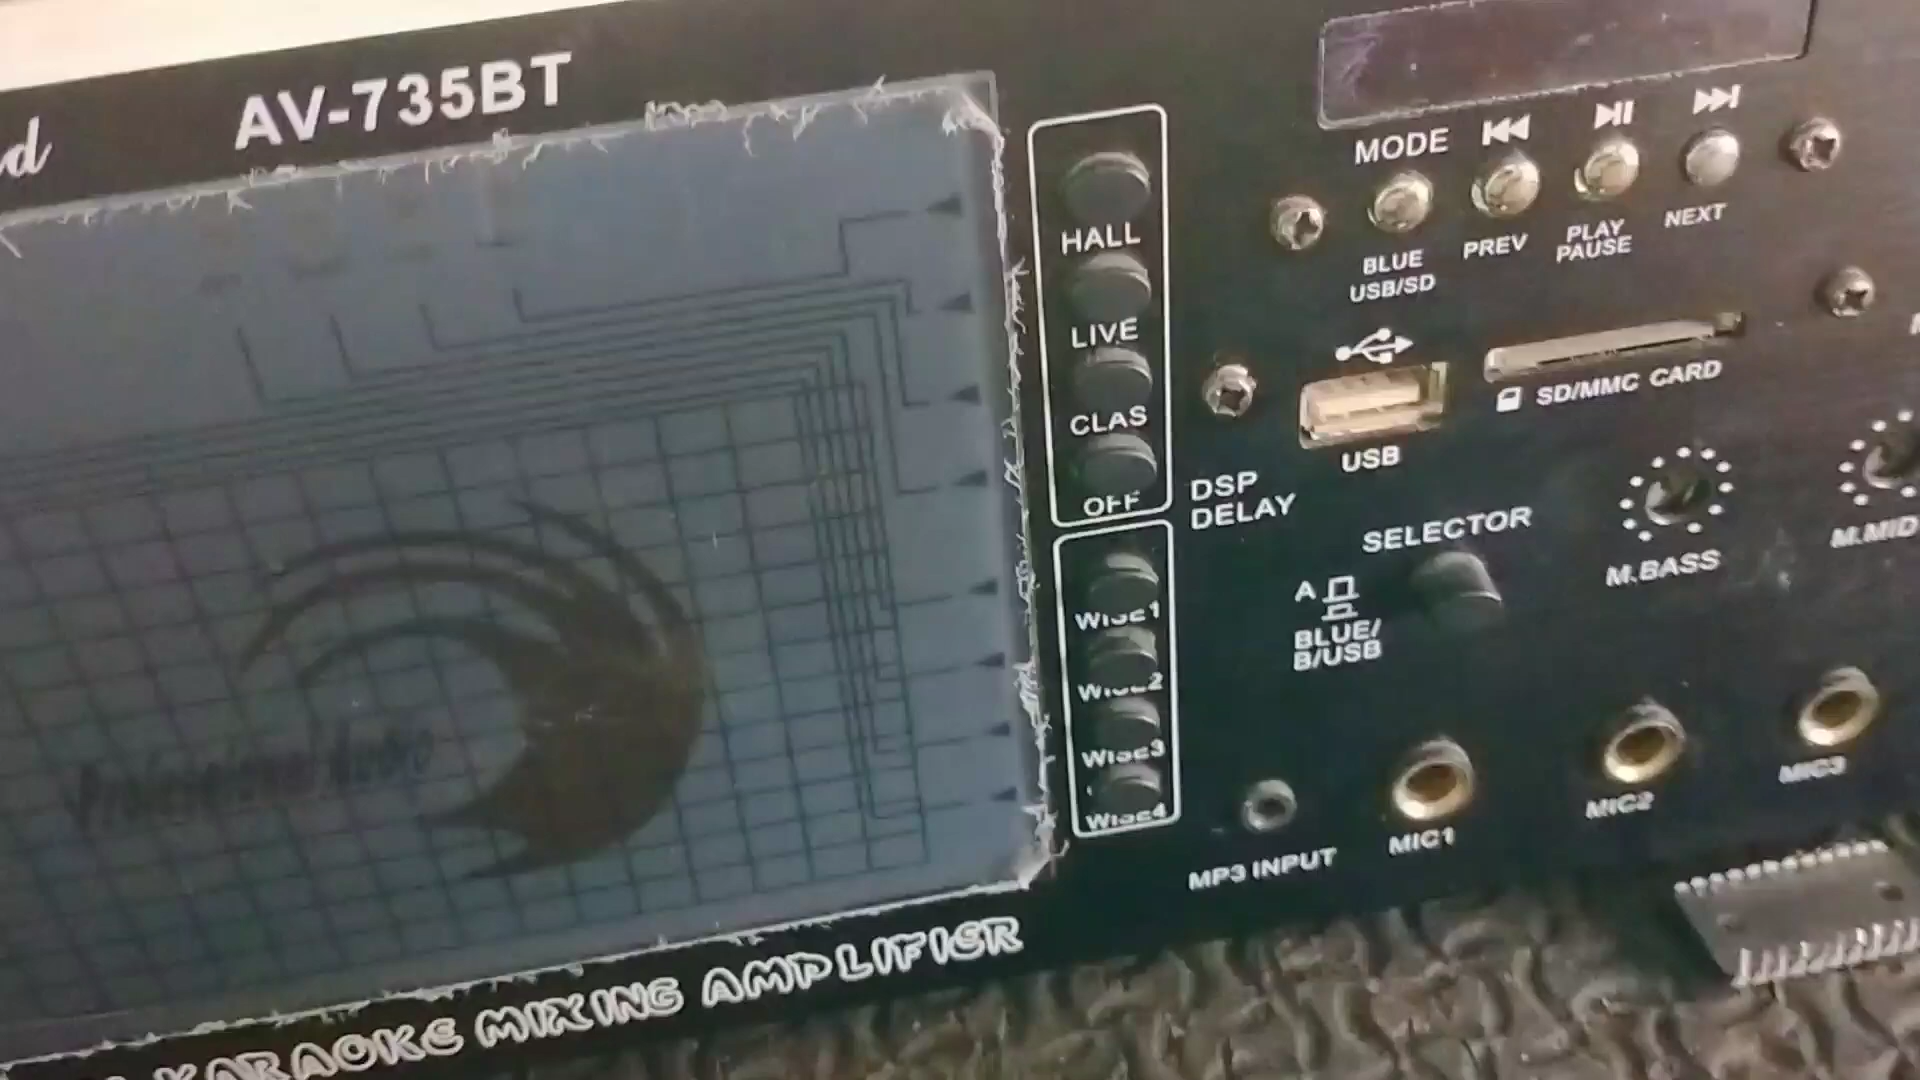 AV-735BT
HALL
LIVE
CLAS
OFF
DSP
DELAY
WISE1
WISE2
WISE3
WISE4
MODE
BLUE
USB/SD
PREV
PLAY
PAUSE
NEXT
USB
SD/MMC CARD
SELECTOR
A
BLUE/
B/USB
M.BASS
M.MID
MP3 INPUT
MIC1
MIC2
MIC3
KARAOKE MIXING AMPLIFIER